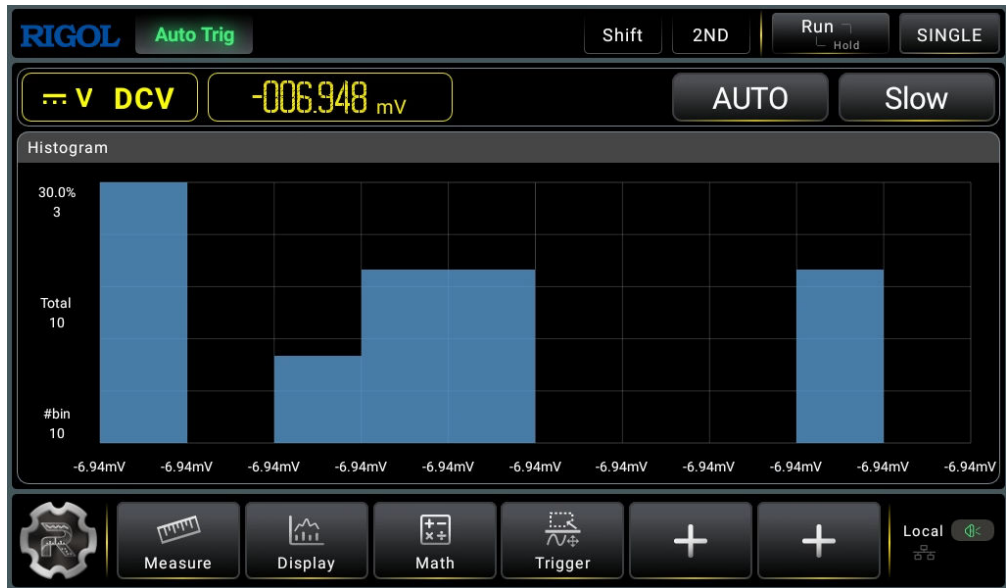 RIGOL Auto Trig Shift 2ND Run Hold SINGLE
V DCV -006.948 mV AUTO Slow
Histogram
30.0%
3
Total
10
#bin
10
-6.94mV -6.94mV -6.94mV -6.94mV -6.94mV -6.94mV -6.94mV -6.94mV -6.94mV -6.94mV -6.94mV
Measure Display Math Trigger + + Local